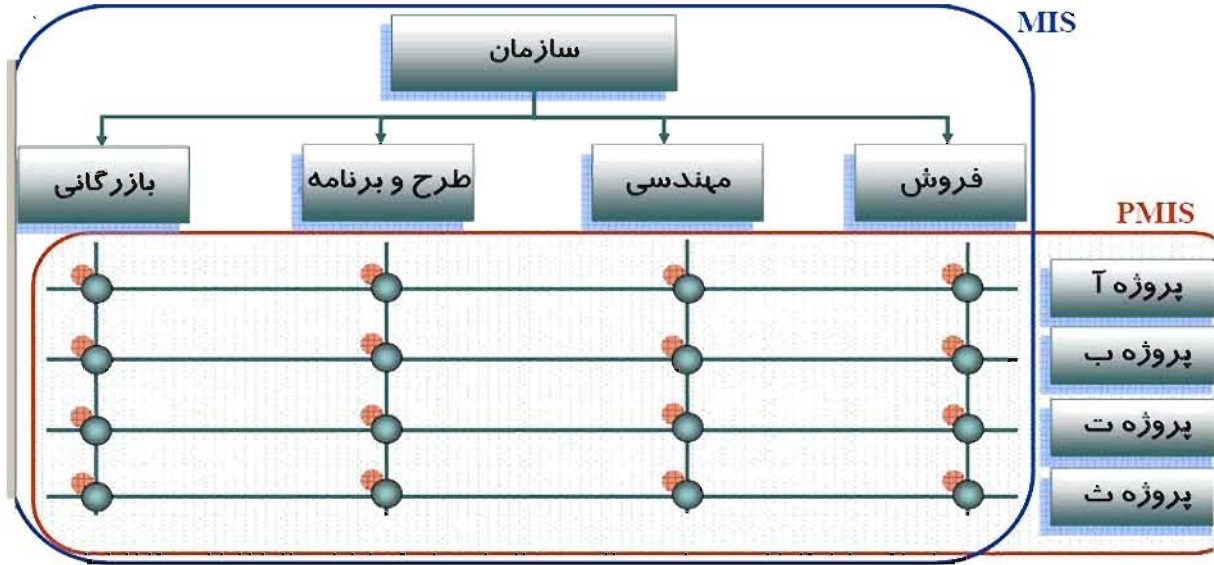 MIS
سازمان
فروش
مهندسی
طرح و برنامه
بازرگانی
PMIS
پروژه آ
پروژه ب
پروژه ت
پروژه ث